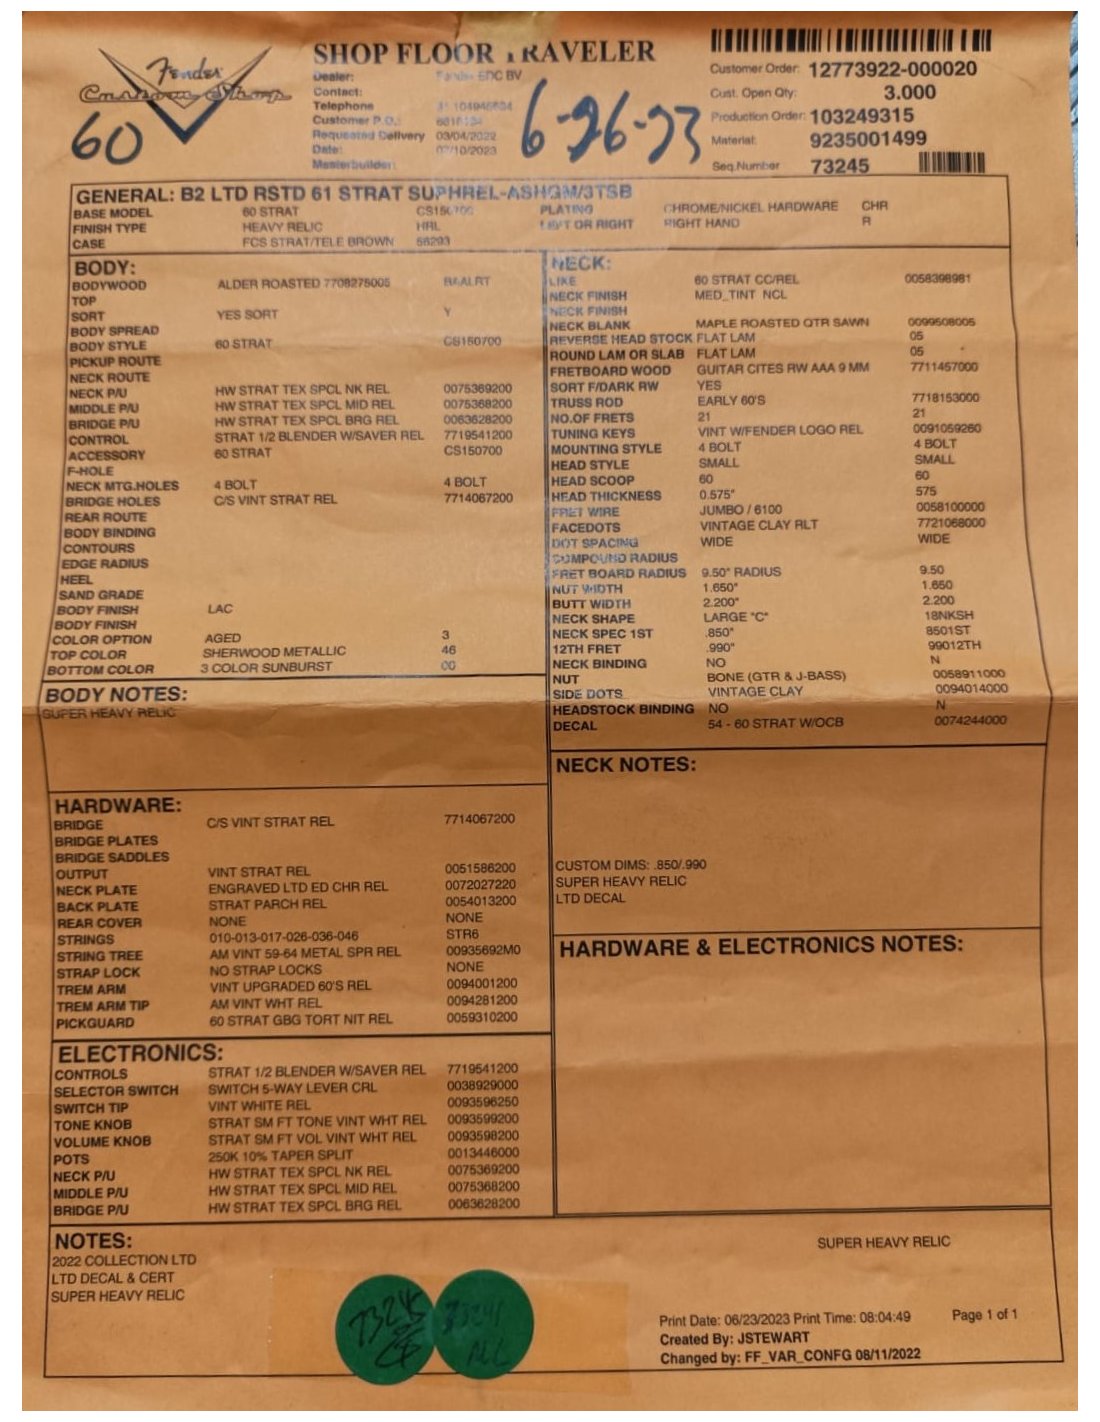 Fender
Custom Shop
60
SHOP FLOOR TRAVELER
Dealer: EDC BV
Contact:
Telephone
Customer P.O.:
Requested Delivery 03/04/2022
Date: /10/2023
Masterbuilder:
6-26-23
Customer Order: 12773922-000020
Cust. Open Qty: 3.000
Production Order: 103249315
Material: 9235001499
Seq.Number 73245
GENERAL: B2 LTD RSTD 61 STRAT SUPHREL-ASHGM/3TSB
BASE MODEL 60 STRAT CS150700 PLATING CHROME/NICKEL HARDWARE CHR
FINISH TYPE HEAVY RELIC HRL LEFT OR RIGHT RIGHT HAND R
CASE FCS STRAT/TELE BROWN 56293
BODY:
BODYWOOD ALDER ROASTED 7708275005 BAALRT
TOP
SORT YES SORT Y
BODY SPREAD
BODY STYLE 60 STRAT CS150700
PICKUP ROUTE
NECK ROUTE
NECK P/U HW STRAT TEX SPCL NK REL 0075369200
MIDDLE P/U HW STRAT TEX SPCL MID REL 0075368200
BRIDGE P/U HW STRAT TEX SPCL BRG REL 0063628200
CONTROL STRAT 1/2 BLENDER W/SAVER REL 7719541200
ACCESSORY 60 STRAT CS150700
F-HOLE
NECK MTG.HOLES 4 BOLT 4 BOLT
BRIDGE HOLES C/S VINT STRAT REL 7714067200
REAR ROUTE
BODY BINDING
CONTOURS
EDGE RADIUS
HEEL
SAND GRADE
BODY FINISH LAC
BODY FINISH
COLOR OPTION AGED 3
TOP COLOR SHERWOOD METALLIC 46
BOTTOM COLOR 3 COLOR SUNBURST 00
BODY NOTES:
SUPER HEAVY RELIC
NECK:
LIKE 60 STRAT CC/REL 0058398981
NECK FINISH MED_TINT NCL
NECK FINISH
NECK BLANK MAPLE ROASTED QTR SAWN 0099508005
REVERSE HEAD STOCK FLAT LAM 05
ROUND LAM OR SLAB FLAT LAM 05
FRETBOARD WOOD GUITAR CITES RW AAA 9 MM 7711457000
SORT F/DARK RW YES
TRUSS ROD EARLY 60'S 7718153000
NO.OF FRETS 21 21
TUNING KEYS VINT W/FENDER LOGO REL 0091059260
MOUNTING STYLE 4 BOLT 4 BOLT
HEAD STYLE SMALL SMALL
HEAD SCOOP 60 60
HEAD THICKNESS 0.575" 575
FRET WIRE JUMBO / 6100 0058100000
FACEDOTS VINTAGE CLAY RLT 7721068000
DOT SPACING WIDE WIDE
COMPOUND RADIUS
FRET BOARD RADIUS 9.50" RADIUS 9.50
NUT WIDTH 1.650" 1.650
BUTT WIDTH 2.200" 2.200
NECK SHAPE LARGE "C" 18NKSH
NECK SPEC 1ST .850" 8501ST
12TH FRET .990" 99012TH
NECK BINDING NO N
NUT BONE (GTR & J-BASS) 0058911000
SIDE DOTS VINTAGE CLAY 0094014000
HEADSTOCK BINDING NO N
DECAL 54 - 60 STRAT W/OCB 0074244000
NECK NOTES:
CUSTOM DIMS: .850/.990
SUPER HEAVY RELIC
LTD DECAL
HARDWARE:
BRIDGE C/S VINT STRAT REL 7714067200
BRIDGE PLATES
BRIDGE SADDLES
OUTPUT VINT STRAT REL 0051586200
NECK PLATE ENGRAVED LTD ED CHR REL 0072027220
BACK PLATE STRAT PARCH REL 0054013200
REAR COVER NONE NONE
STRINGS 010-013-017-026-036-046 STR6
STRING TREE AM VINT 59-64 METAL SPR REL 00935692M0
STRAP LOCK NO STRAP LOCKS NONE
TREM ARM VINT UPGRADED 60'S REL 0094001200
TREM ARM TIP AM VINT WHT REL 0094281200
PICKGUARD 60 STRAT GBG TORT NIT REL 0059310200
HARDWARE & ELECTRONICS NOTES:
ELECTRONICS:
CONTROLS STRAT 1/2 BLENDER W/SAVER REL 7719541200
SELECTOR SWITCH SWITCH 5-WAY LEVER CRL 0038929000
SWITCH TIP VINT WHITE REL 0093596250
TONE KNOB STRAT SM FT TONE VINT WHT REL 0093599200
VOLUME KNOB STRAT SM FT VOL VINT WHT REL 0093598200
POTS 250K 10% TAPER SPLIT 0013446000
NECK P/U HW STRAT TEX SPCL NK REL 0075369200
MIDDLE P/U HW STRAT TEX SPCL MID REL 0075368200
BRIDGE P/U HW STRAT TEX SPCL BRG REL 0063628200
NOTES:
2022 COLLECTION LTD
LTD DECAL & CERT
SUPER HEAVY RELIC
SUPER HEAVY RELIC
73245
Print Date: 06/23/2023 Print Time: 08:04:49 Page 1 of 1
Created By: JSTEWART
Changed by: FF_VAR_CONFG 08/11/2022